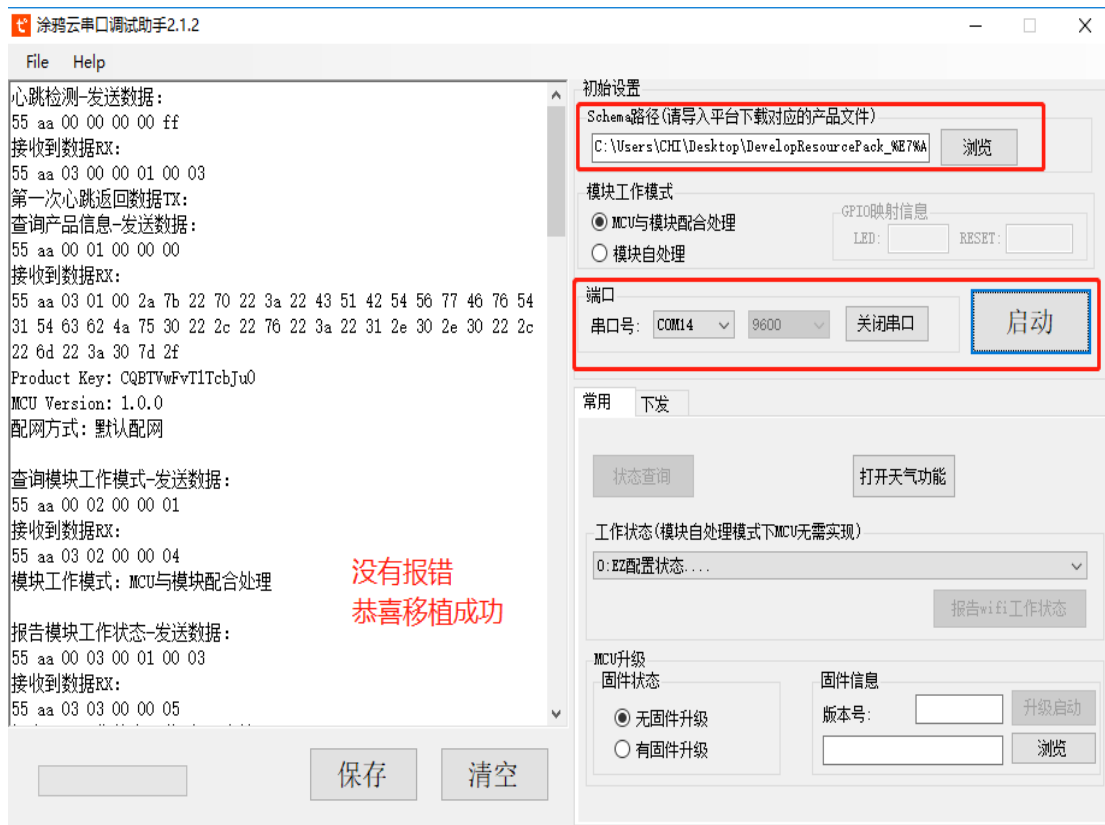 涂鸦云串口调试助手2.1.2
File Help
心跳检测-发送数据：
55 aa 00 00 00 00 ff
接收到数据RX：
55 aa 03 00 00 01 00 03
第一次心跳返回数据TX：
查询产品信息-发送数据：
55 aa 00 01 00 00 00
接收到数据RX：
55 aa 03 01 00 2a 7b 22 70 22 3a 22 43 51 42 54 56 77 46 76 54
31 54 63 62 4a 75 30 22 2c 22 76 22 3a 22 31 2e 30 2e 30 22 2c
22 6d 22 3a 30 7d 2f
Product Key: CQBTVwFvT1TcbJu0
MCU Version: 1.0.0
配网方式：默认配网
查询模块工作模式-发送数据：
55 aa 00 02 00 00 01
接收到数据RX：
55 aa 03 02 00 00 04
模块工作模式：MCU与模块配合处理
报告模块工作状态-发送数据：
55 aa 00 03 00 01 00 03
接收到数据RX：
55 aa 03 03 00 00 05
没有报错
恭喜移植成功
保存
清空
初始设置
Schema路径(请导入平台下载对应的产品文件)
C:\Users\CHI\Desktop\DevelopResourcePack_%E7%A
浏览
模块工作模式
MCU与模块配合处理
模块自处理
GPIO映射信息
LED: RESET:
端口
串口号: COM14 9600 关闭串口
启动
常用 下发
状态查询 打开天气功能
工作状态(模块自处理模式下MCU无需实现)
0:EZ配置状态....
报告wifi工作状态
MCU升级
固件状态
无固件升级
有固件升级
固件信息
版本号: 升级启动
浏览